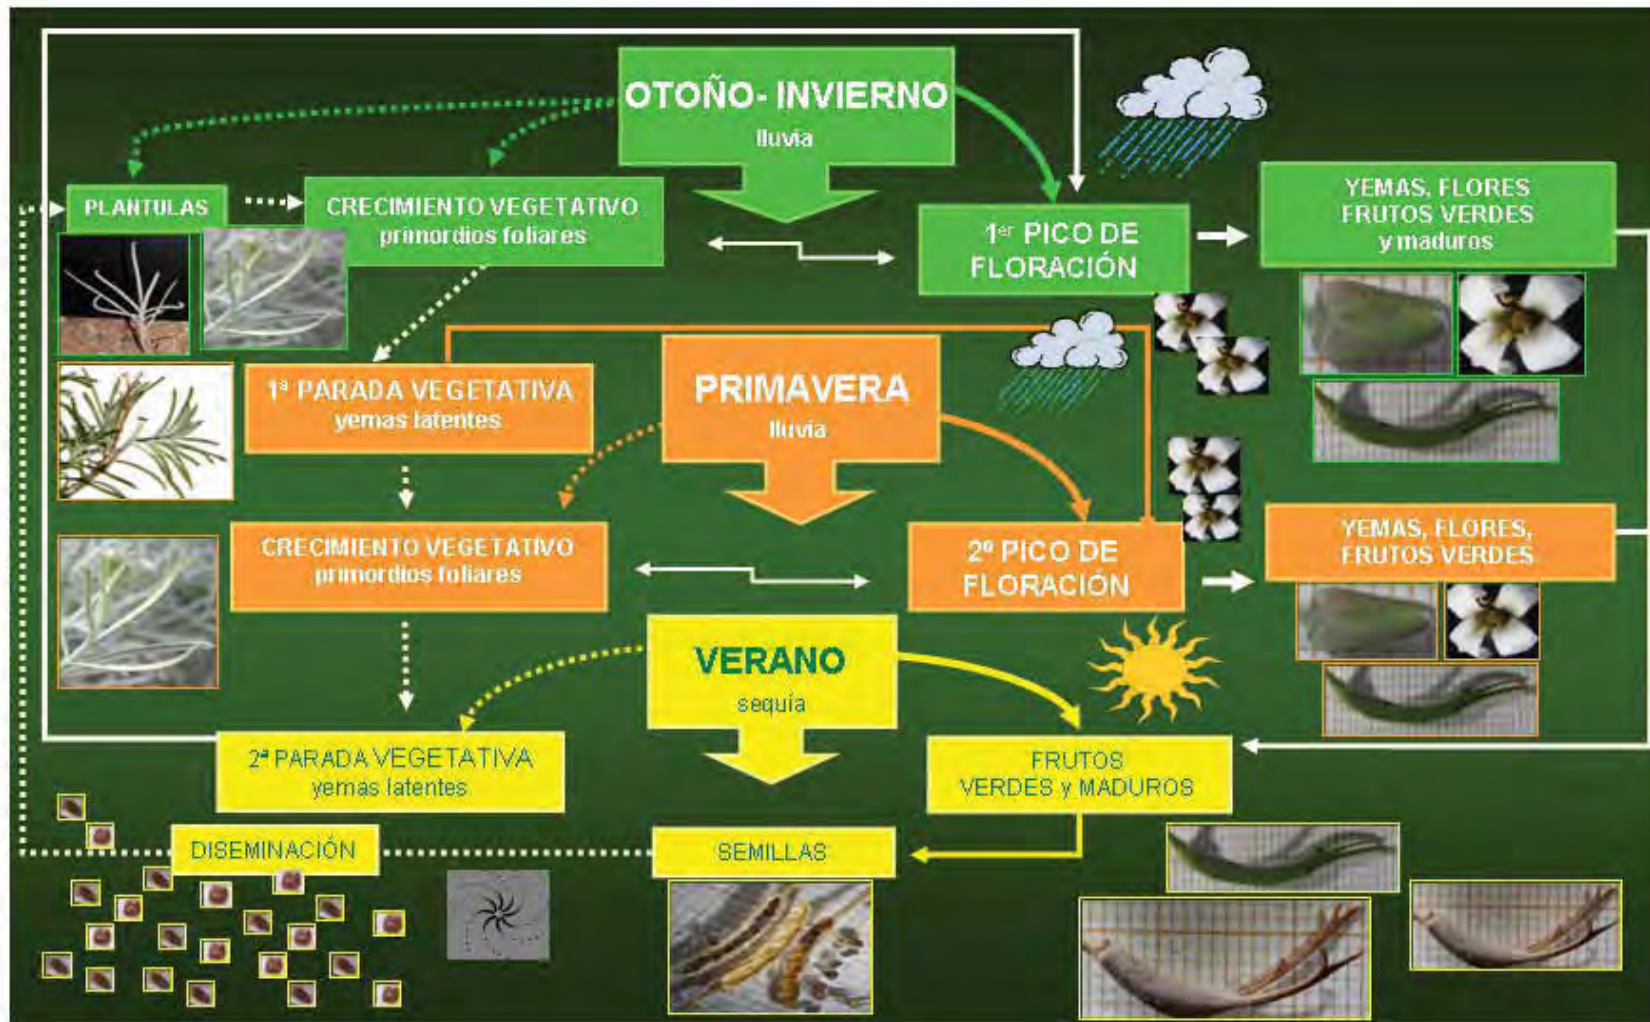 OTOÑO- INVIERNO
lluvia
PLANTULAS
CRECIMIENTO VEGETATIVO
primordios foliares
1er PICO DE
FLORACIÓN
YEMAS, FLORES
FRUTOS VERDES
y maduros
1ª PARADA VEGETATIVA
yemas latentes
PRIMAVERA
lluvia
CRECIMIENTO VEGETATIVO
primordios foliares
2º PICO DE
FLORACIÓN
YEMAS, FLORES,
FRUTOS VERDES
VERANO
sequía
2ª PARADA VEGETATIVA
yemas latentes
FRUTOS
VERDES y MADUROS
DISEMINACIÓN
SEMILLAS